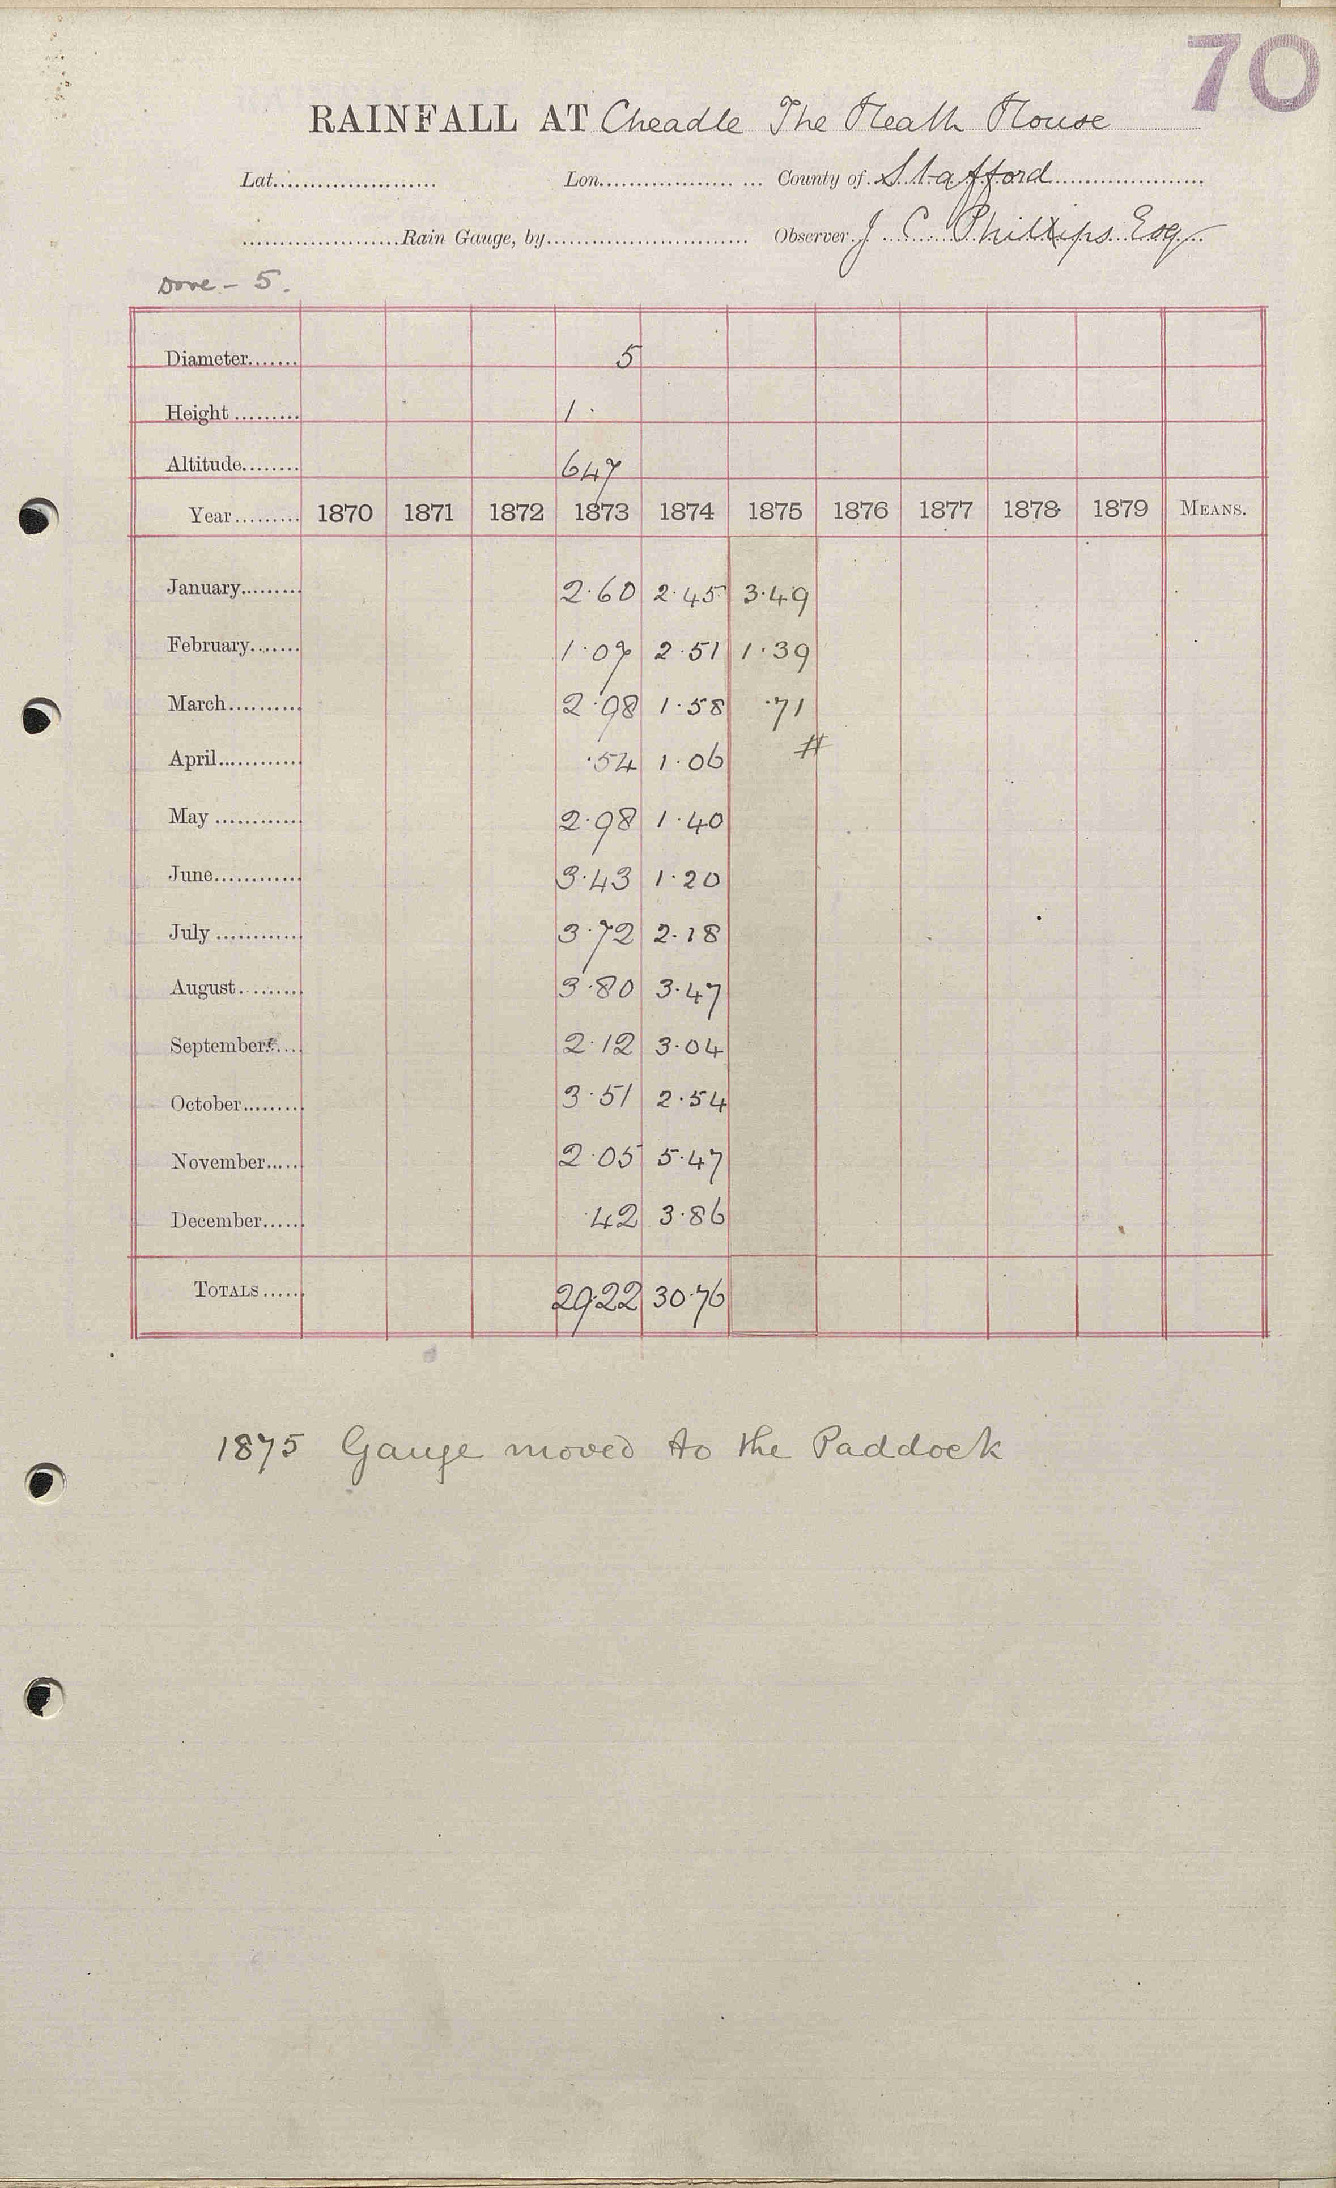 70
RAINFALL AT Cheadle The Heath House
Lat. Lon. County of Stafford
Rain Gauge, by Observer J. C. Phillips Esq
Dove - 5.
Diameter 5
Height 1.
Altitude 647
Year 1870 1871 1872 1873 1874 1875 1876 1877 1878 1879 MEANS.
January 2.60 2.45 3.49
February 1.07 2.51 1.39
March 2.98 1.58 .71
April .54 1.06 #
May 2.98 1.40
June 3.43 1.20
July 3.72 2.18
August 3.80 3.47
September 2.12 3.04
October 3.51 2.54
November 2.05 5.47
December .42 3.86
TOTALS 29.22 30.76
1875 Gauge moved to the Paddock